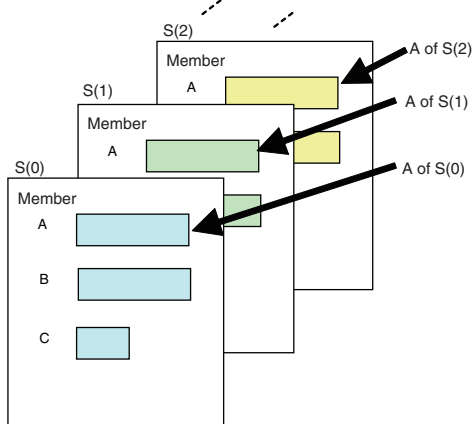 S(2)
Member
A
A of S(2)
S(1)
Member
A
A of S(1)
S(0)
Member
A
B
C
A of S(0)